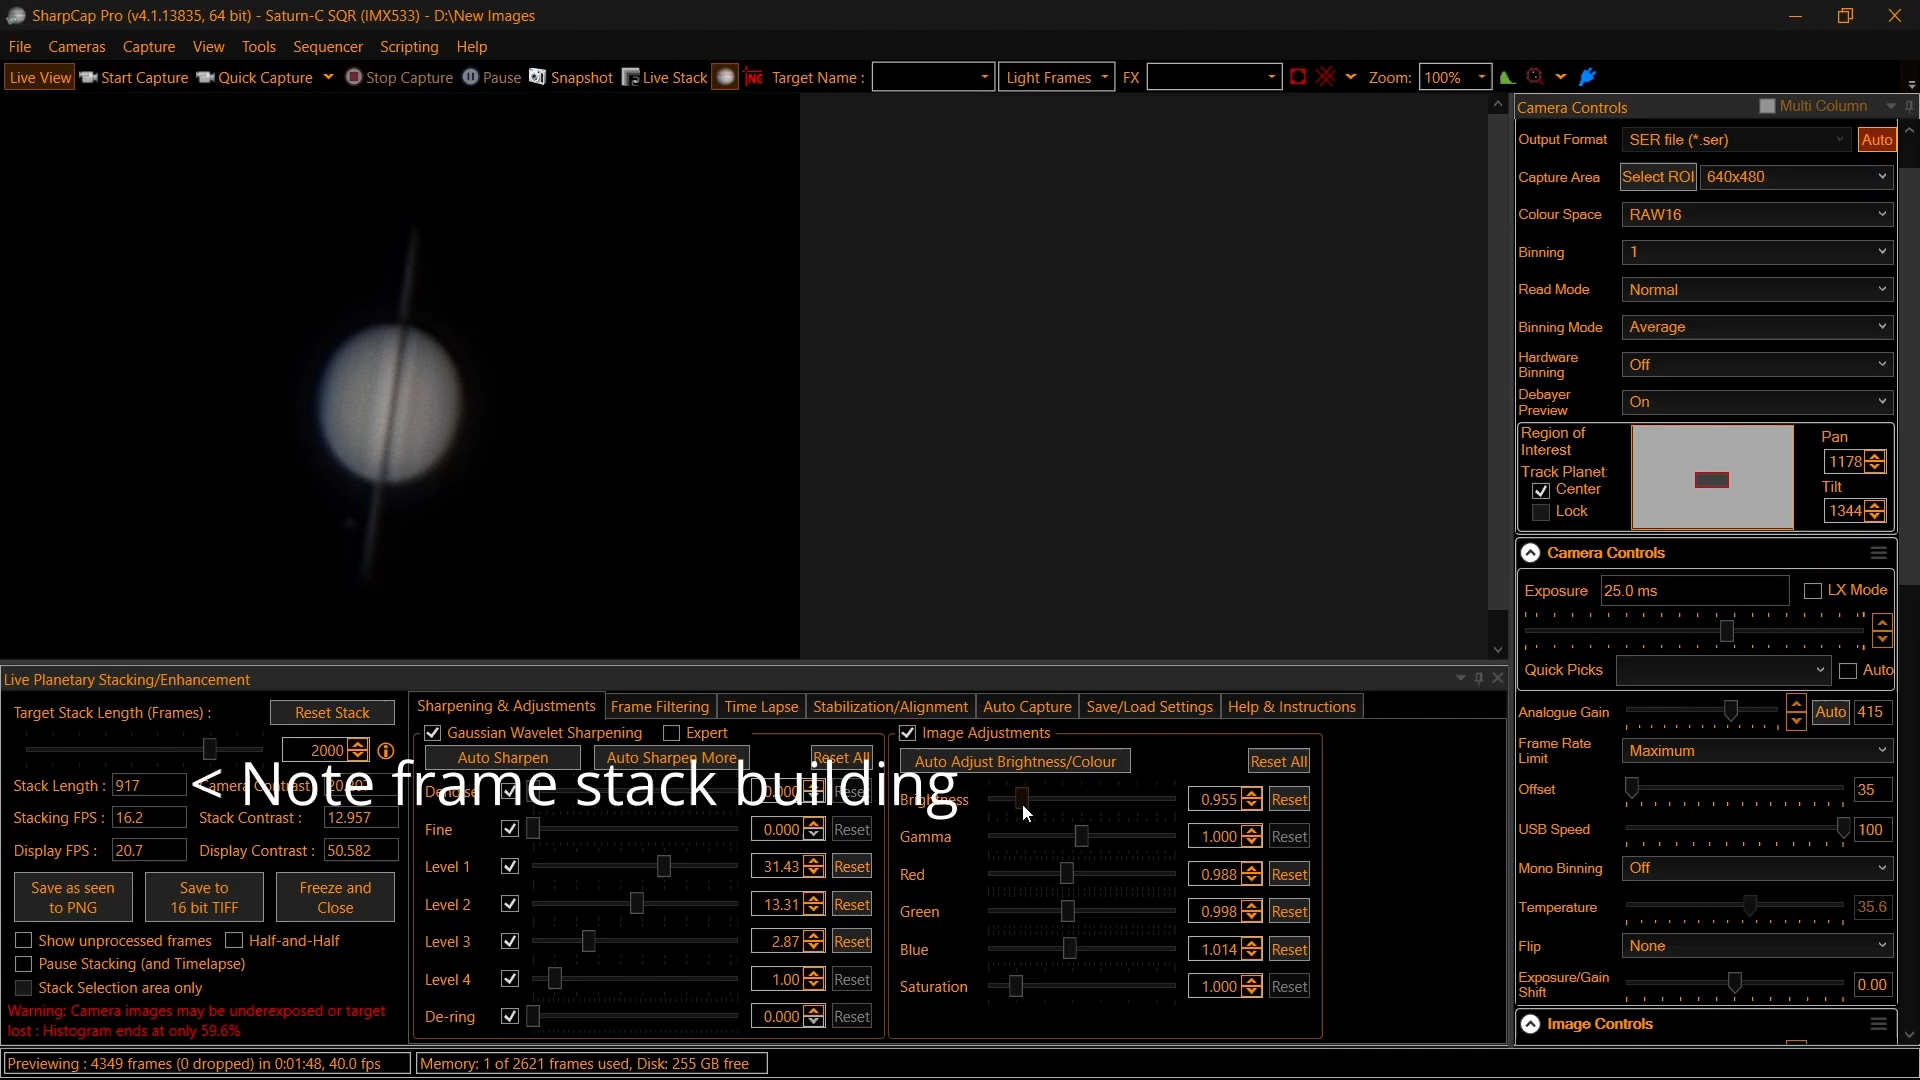 SharpCap Pro (v4.1.13835, 64 bit) - Saturn-C SQR (IMX533) - D:\New Images
File Cameras Capture View Tools Sequencer Scripting Help
Live View Start Capture Quick Capture Stop Capture Pause Snapshot Live Stack Target Name : Light Frames FX Zoom: 100%
Camera Controls Multi Column
Output Format SER file (*.ser) Auto
Capture Area Select ROI 640x480
Colour Space RAW16
Binning 1
Read Mode Normal
Binning Mode Average
Hardware Binning Off
Debayer Preview On
Region of Interest
Pan
1178
Track Planet:
Center
Tilt
Lock
1344
Camera Controls
Exposure 25.0 ms LX Mode
Quick Picks Auto
Analogue Gain Auto 415
Frame Rate Limit Maximum
Offset 35
USB Speed 100
Mono Binning Off
Temperature 35.6
Flip None
Exposure/Gain Shift 0.00
Image Controls
Live Planetary Stacking/Enhancement
Target Stack Length (Frames) : Reset Stack
2000
Stack Length : 917 Camera Contrast
Stacking FPS : 16.2 Stack Contrast : 12.957
Display FPS : 20.7 Display Contrast : 50.582
Save as seen to PNG
Save to 16 bit TIFF
Freeze and Close
Show unprocessed frames Half-and-Half
Pause Stacking (and Timelapse)
Stack Selection area only
Warning: Camera images may be underexposed or target
lost : Histogram ends at only 59.6%
< Note frame stack building
Sharpening & Adjustments Frame Filtering Time Lapse Stabilization/Alignment Auto Capture Save/Load Settings Help & Instructions
Gaussian Wavelet Sharpening Expert
Auto Sharpen Auto Sharpen More Reset All
Denoise 0.000 Reset
Fine 0.000 Reset
Level 1 31.43 Reset
Level 2 13.31 Reset
Level 3 2.87 Reset
Level 4 1.00 Reset
De-ring 0.000 Reset
Image Adjustments
Auto Adjust Brightness/Colour Reset All
Brightness 0.955 Reset
Gamma 1.000 Reset
Red 0.988 Reset
Green 0.998 Reset
Blue 1.014 Reset
Saturation 1.000 Reset
Previewing : 4349 frames (0 dropped) in 0:01:48, 40.0 fps Memory: 1 of 2621 frames used, Disk: 255 GB free